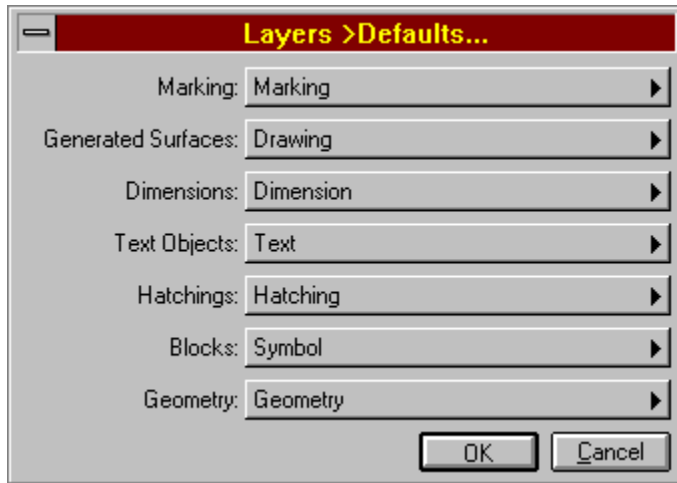 Layers >Defaults...
Marking: Marking
Generated Surfaces: Drawing
Dimensions: Dimension
Text Objects: Text
Hatchings: Hatching
Blocks: Symbol
Geometry: Geometry
OK Cancel